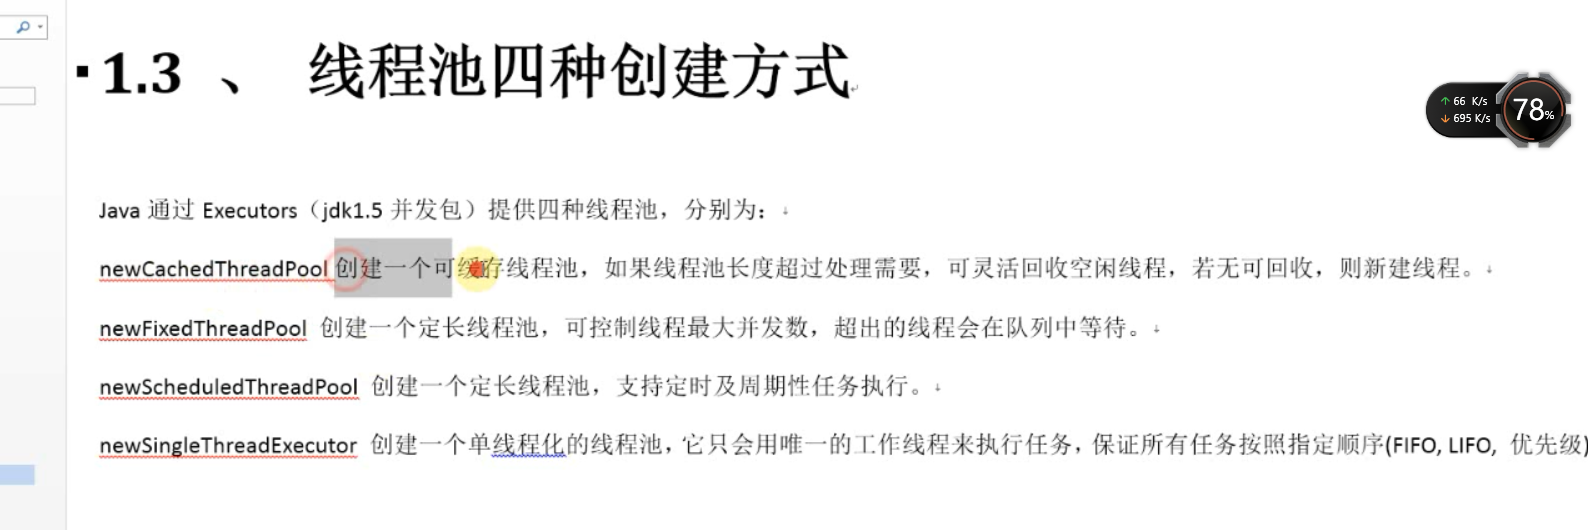 1.3 、 线程池四种创建方式
↑ 66 K/s
↓ 695 K/s
78%
Java 通过 Executors（jdk1.5 并发包）提供四种线程池，分别为：
newCachedThreadPool 创建一个可缓存线程池，如果线程池长度超过处理需要，可灵活回收空闲线程，若无可回收，则新建线程。
newFixedThreadPool 创建一个定长线程池，可控制线程最大并发数，超出的线程会在队列中等待。
newScheduledThreadPool 创建一个定长线程池，支持定时及周期性任务执行。
newSingleThreadExecutor 创建一个单线程化的线程池，它只会用唯一的工作线程来执行任务，保证所有任务按照指定顺序(FIFO, LIFO, 优先级)